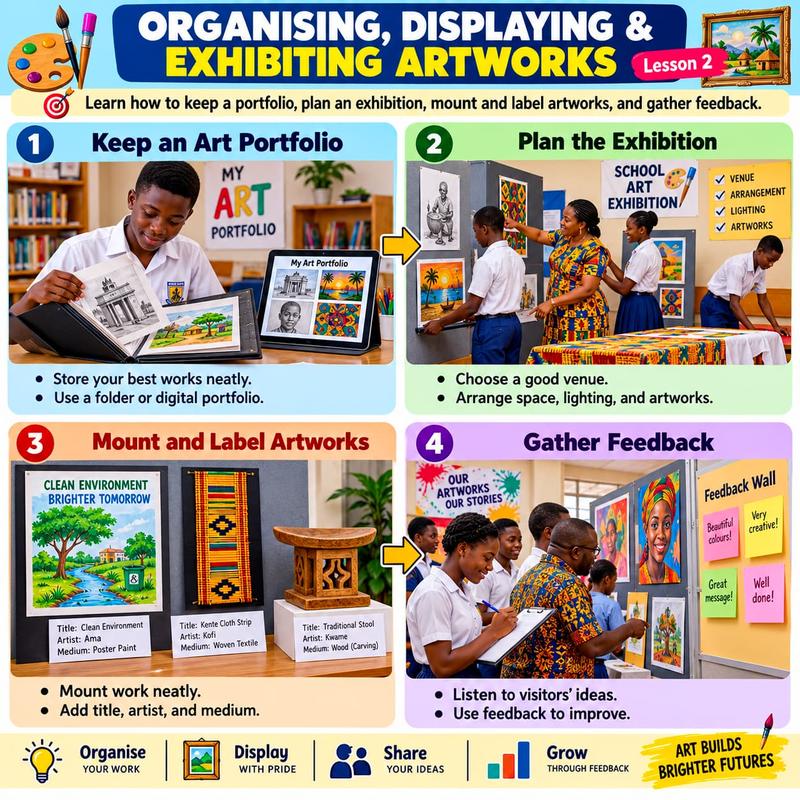 ORGANISING, DISPLAYING &
EXHIBITING ARTWORKS
Lesson 2
Learn how to keep a portfolio, plan an exhibition, mount and label artworks, and gather feedback.
1 Keep an Art Portfolio
MY
ART
PORTFOLIO
My Art Portfolio
Store your best works neatly.
Use a folder or digital portfolio.
2 Plan the Exhibition
SCHOOL
ART
EXHIBITION
VENUE
ARRANGEMENT
LIGHTING
ARTWORKS
Choose a good venue.
Arrange space, lighting, and artworks.
3 Mount and Label Artworks
CLEAN ENVIRONMENT
BRIGHTER TOMORROW
Title: Clean Environment
Artist: Ama
Medium: Poster Paint
Title: Kente Cloth Strip
Artist: Kofi
Medium: Woven Textile
Title: Traditional Stool
Artist: Kwame
Medium: Wood (Carving)
Mount work neatly.
Add title, artist, and medium.
4 Gather Feedback
OUR
ARTWORKS
OUR STORIES
Feedback Wall
Beautiful
colours!
Very
creative!
Great
message!
Well
done!
Listen to visitors' ideas.
Use feedback to improve.
Organise
YOUR WORK
Display
WITH PRIDE
Share
YOUR IDEAS
Grow
THROUGH FEEDBACK
ART BUILDS
BRIGHTER FUTURES